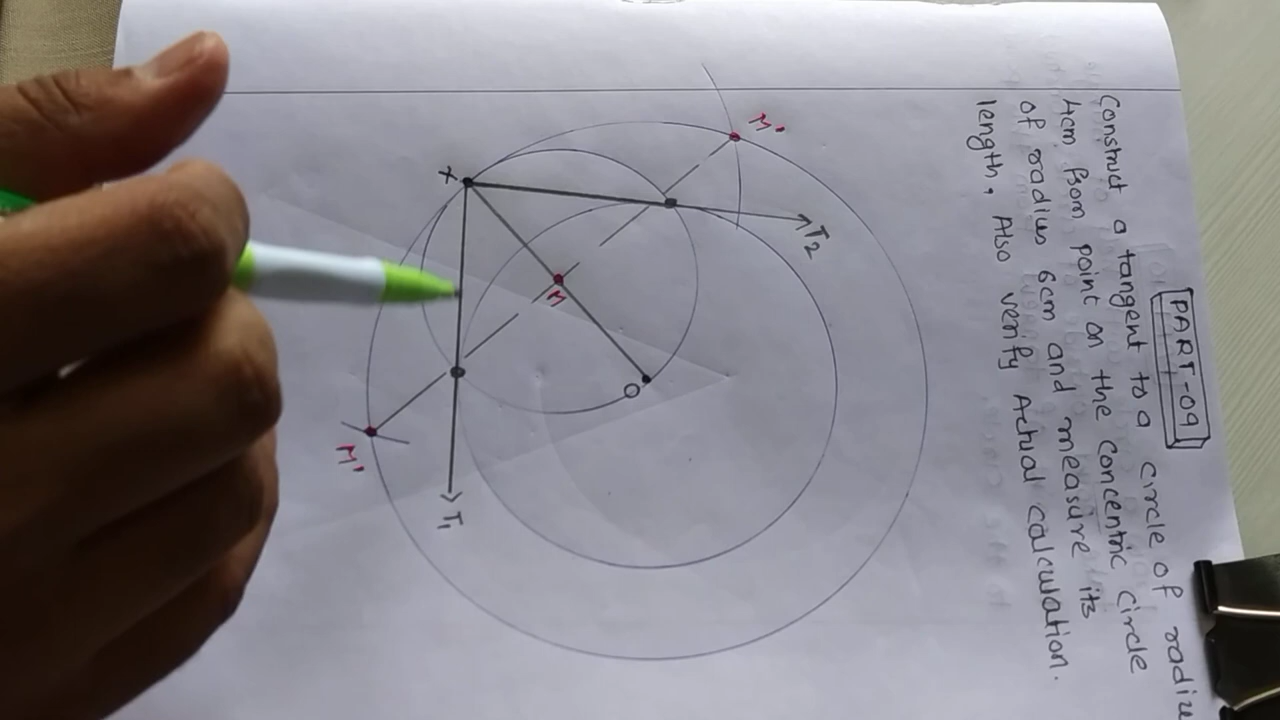 PART-09
Construct a tangent to a circle of radiu
4cm from point on the concentric circle
of radius 6cm and measure its
length. Also verify Actual calculation.
M'
X
T2
M
O
M'
T1